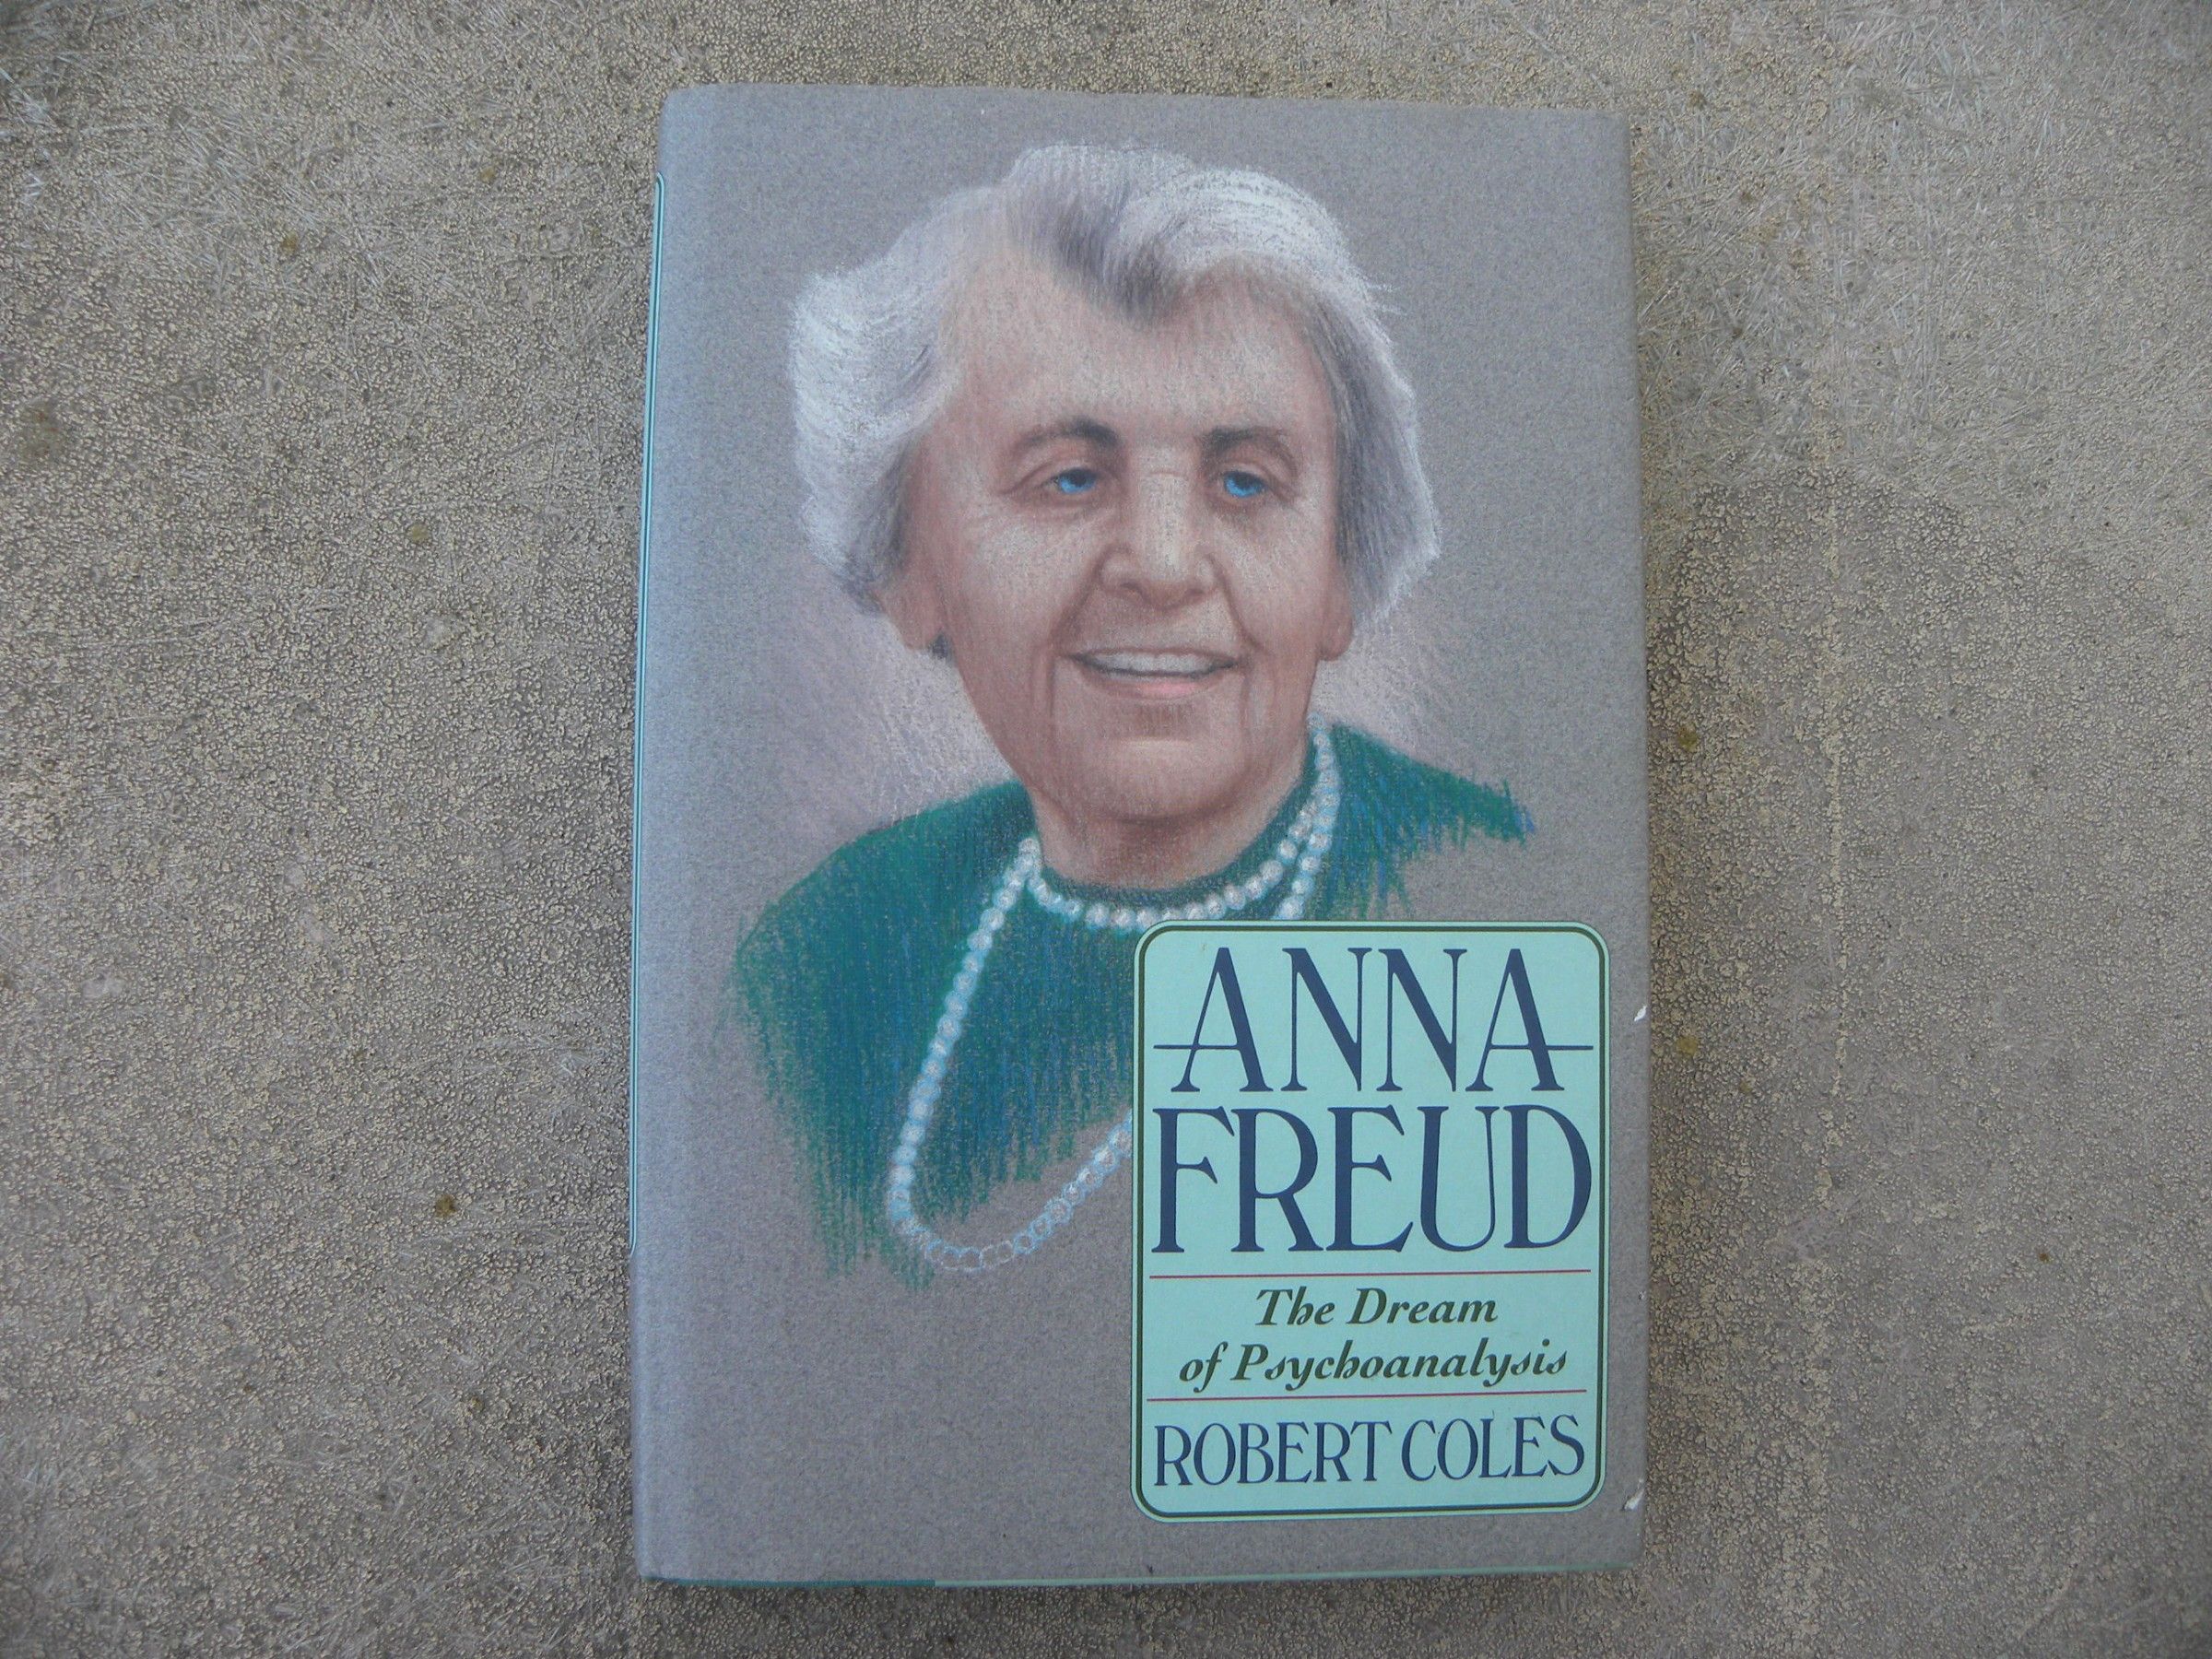 ANNA
FREUD
The Dream
of Psychoanalysis
ROBERT COLES